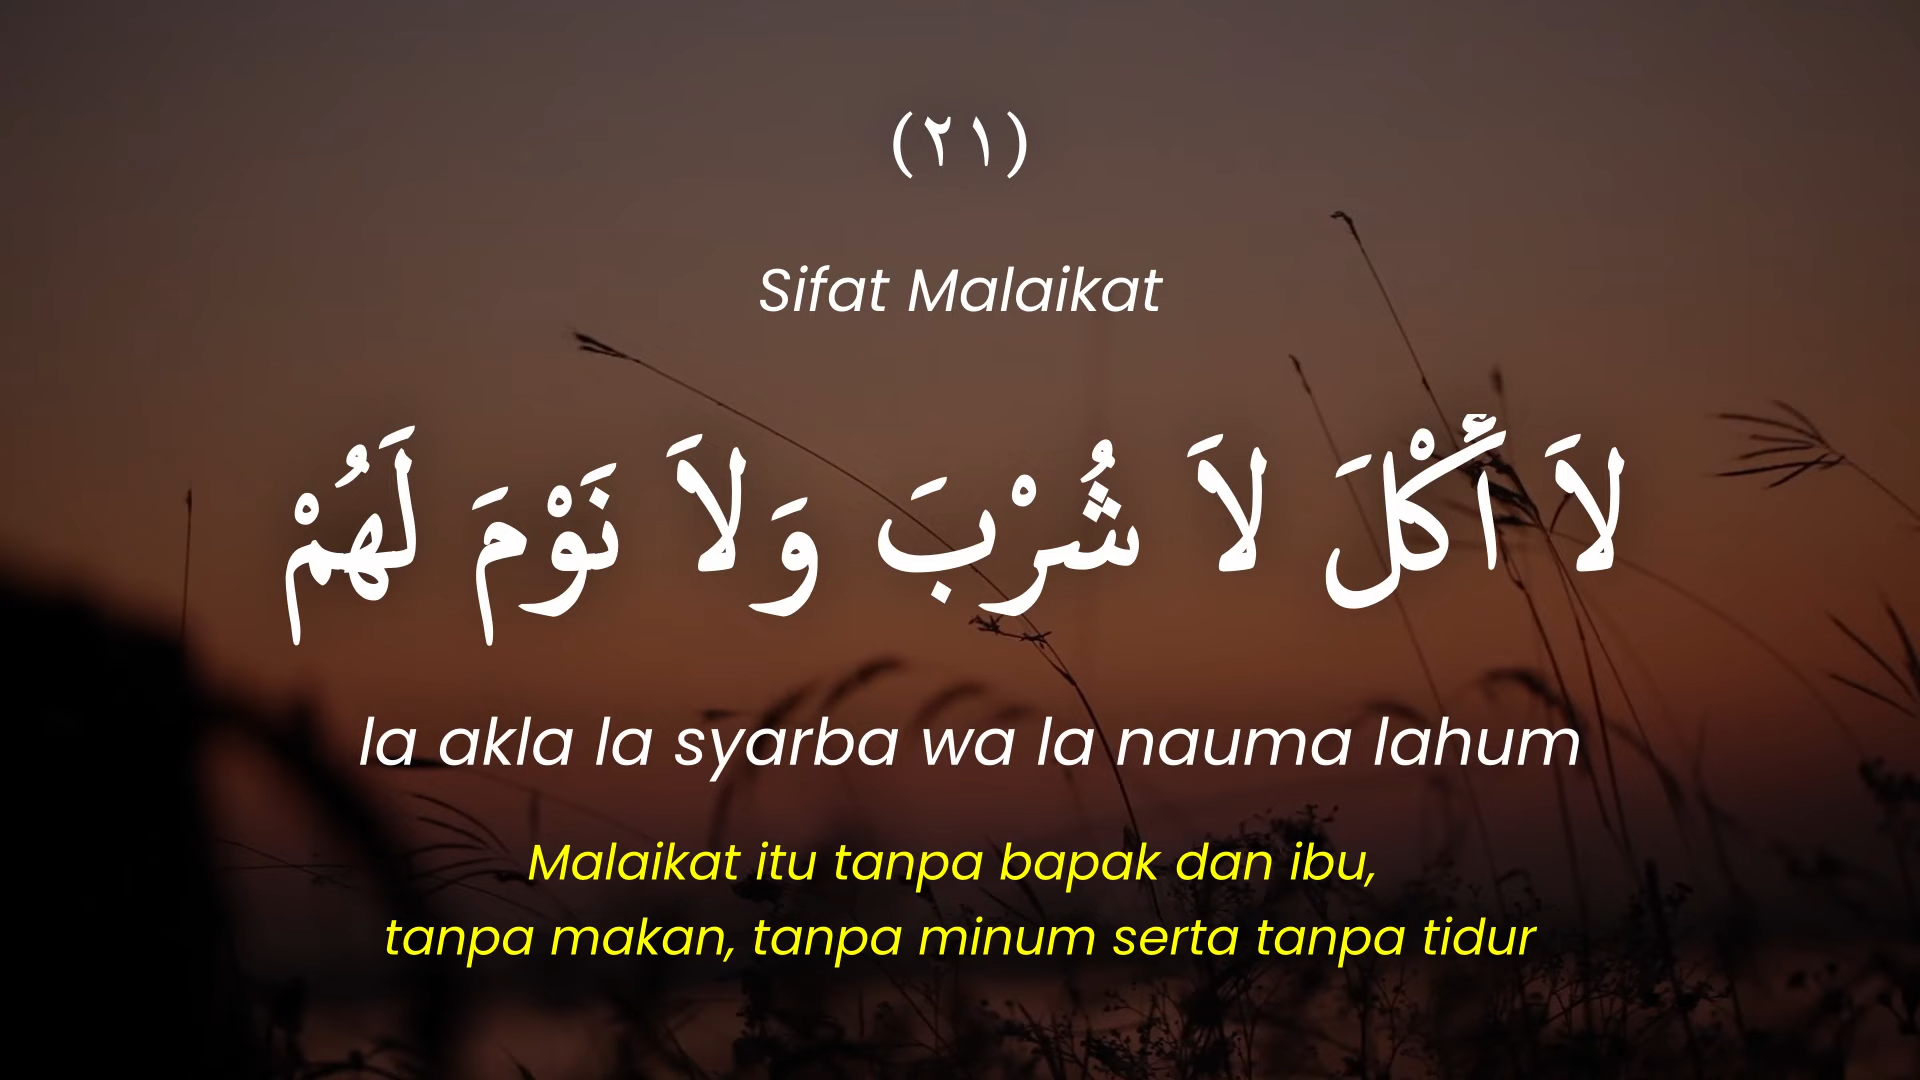 (٢١)
Sifat Malaikat
لاَ أَكْلَ لاَ شُرْبَ وَلاَ نَوْمَ لَهُمْ
la akla la syarba wa la nauma lahum
Malaikat itu tanpa bapak dan ibu,
tanpa makan, tanpa minum serta tanpa tidur